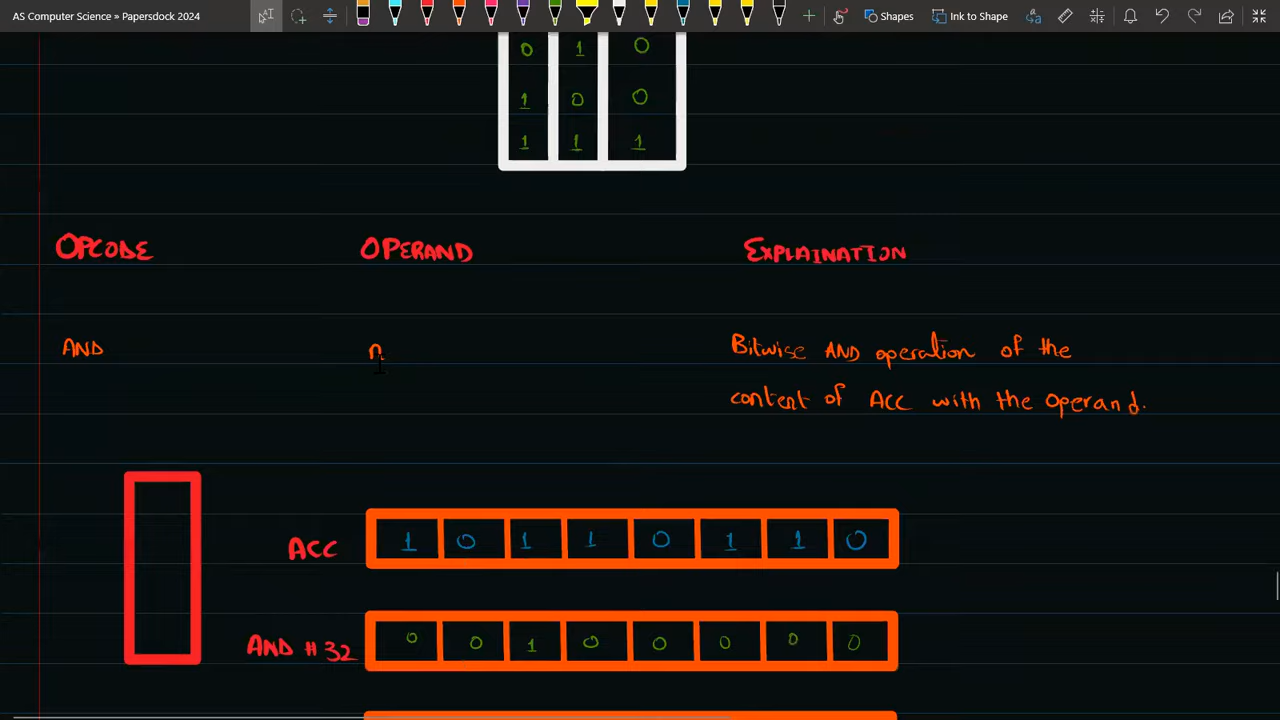 AS Computer Science » Papersdock 2024
Shapes
Ink to Shape
0 1 0
1 0 0
1 1 1
OPCODE OPERAND EXPLAINATION
AND n Bitwise AND operation of the
content of ACC with the operand.
ACC 1 0 1 1 0 1 1 0
AND #32 0 0 1 0 0 0 0 0